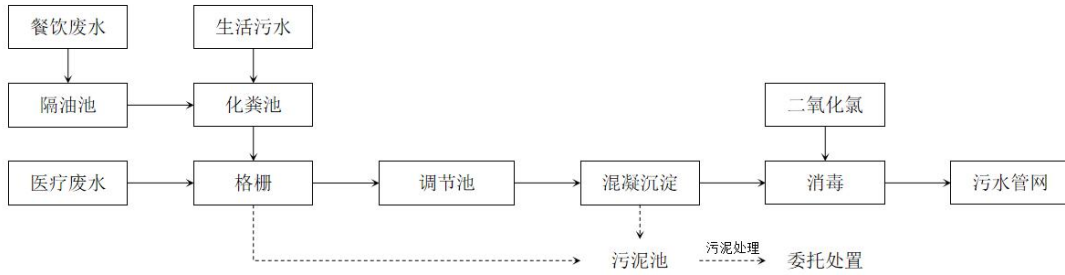 餐饮废水
生活污水
隔油池
化粪池
二氧化氯
医疗废水
格栅
调节池
混凝沉淀
消毒
污水管网
污泥池
污泥处理
委托处置